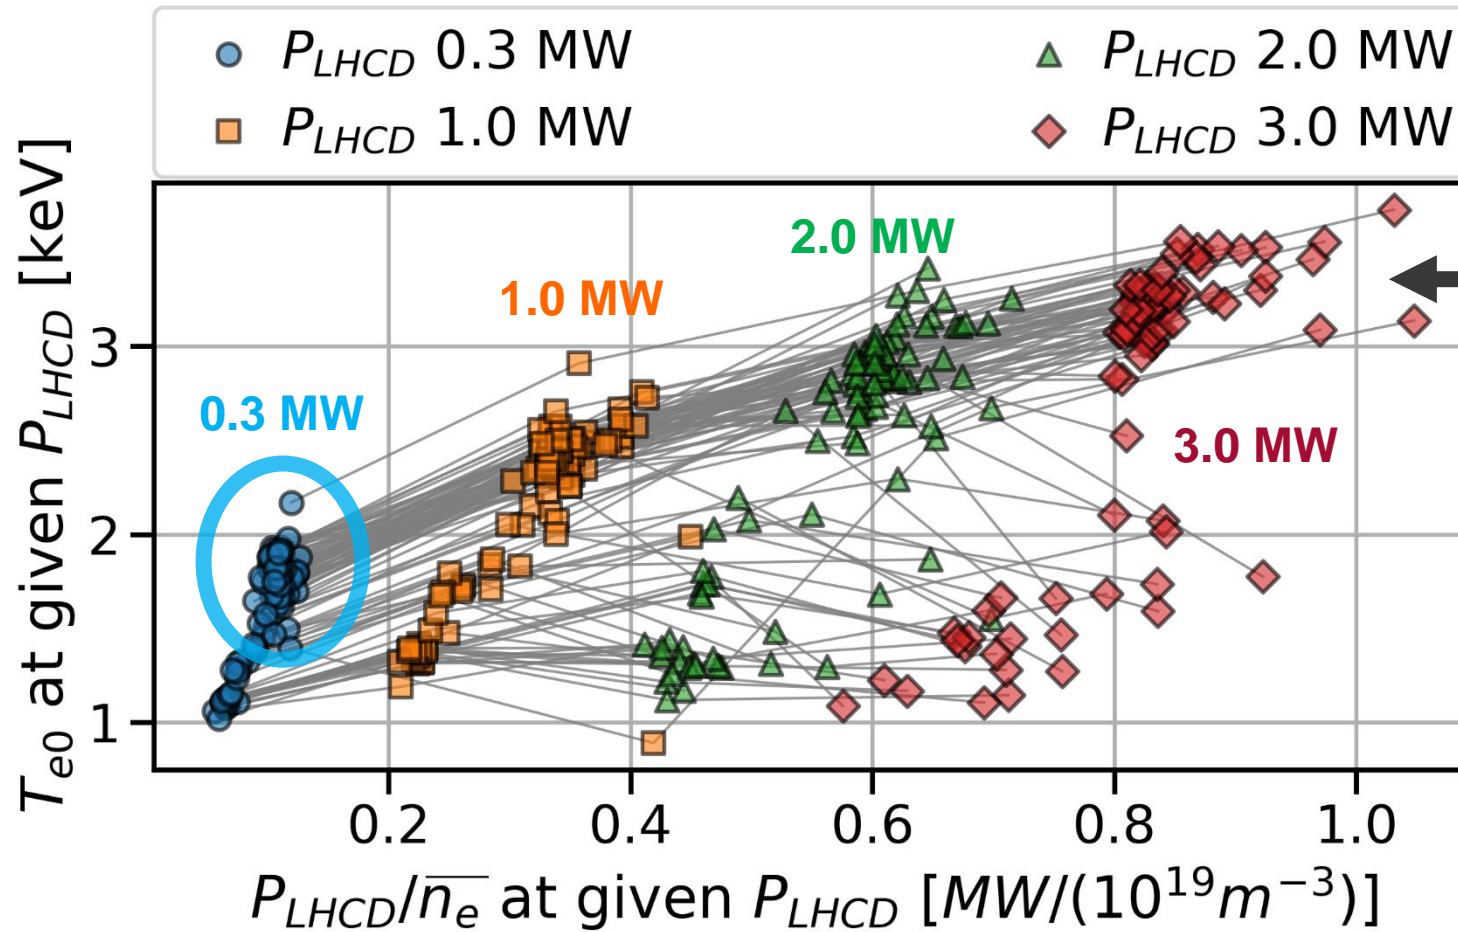 P_LHCD 0.3 MW
P_LHCD 2.0 MW
P_LHCD 1.0 MW
P_LHCD 3.0 MW
T_e0 at given P_LHCD [keV]
2.0 MW
1.0 MW
0.3 MW
3.0 MW
3
2
1
0.2 0.4 0.6 0.8 1.0
P_LHCD/n̅_e̅ at given P_LHCD [MW/(10¹⁹m⁻³)]